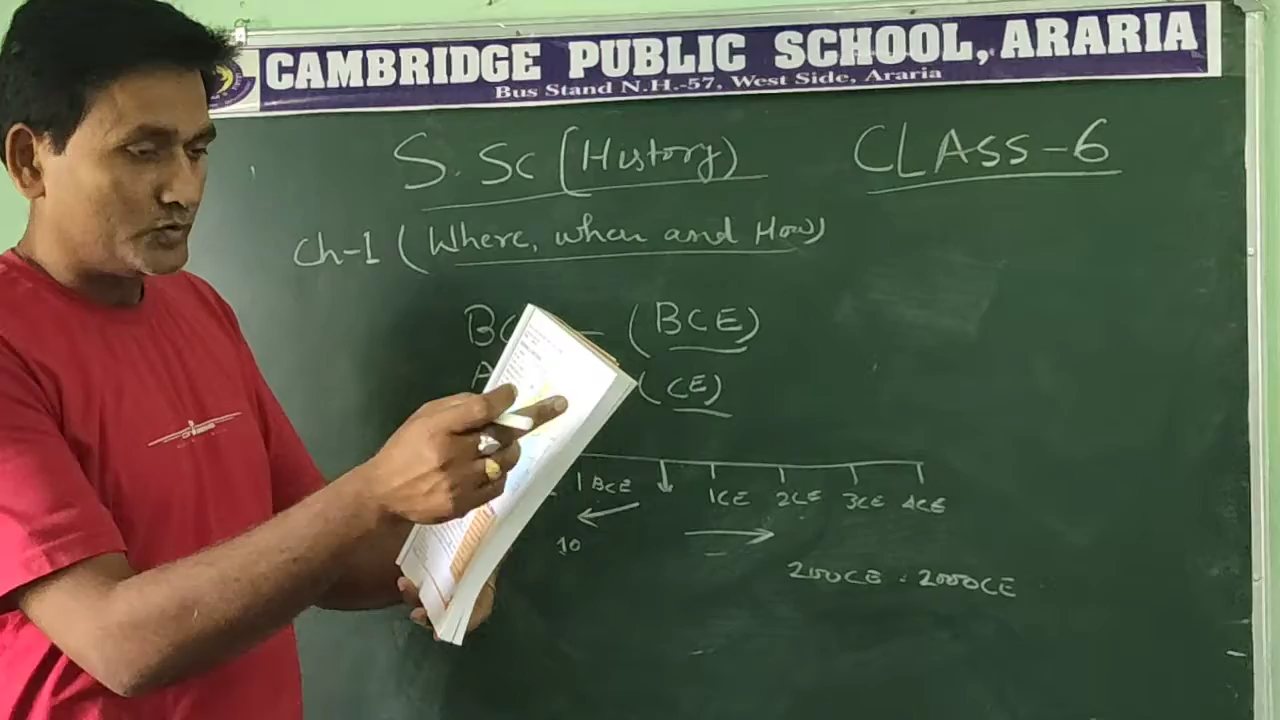 CAMBRIDGE PUBLIC SCHOOL, ARARIA
Bus Stand N.H.-57, West Side, Araria
S.Sc (History) CLASS-6
Ch-1 (Where, when and How)
(BCE)
(CE)
1 BCE 1CE 2CE 3CE 4CE
10
2000CE